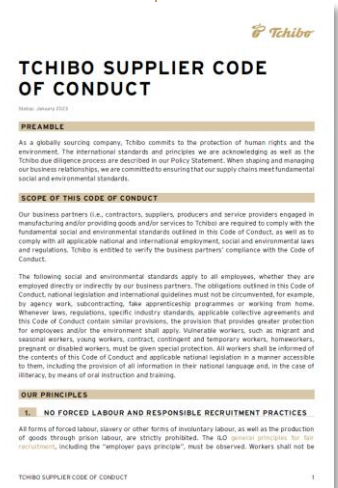 Tchibo
TCHIBO SUPPLIER CODE
OF CONDUCT
Status: January 2023
PREAMBLE
As a globally sourcing company, Tchibo commits to the protection of human rights and the
environment. The international standards and principles we are acknowledging as well as the
Tchibo due diligence process are described in our Policy Statement. When shaping and managing
our business relationships, we are committed to ensuring that our supply chains meet fundamental
social and environmental standards.
SCOPE OF THIS CODE OF CONDUCT
Our business partners (i.e., contractors, suppliers, producers and service providers engaged in
manufacturing and/or providing goods and/or services to Tchibo) are required to comply with the
fundamental social and environmental standards outlined in this Code of Conduct, as well as to
comply with all applicable national and international employment, social and environmental laws
and regulations. Tchibo is entitled to verify the business partners' compliance with the Code of
Conduct.
The following social and environmental standards apply to all employees, whether they are
employed directly or indirectly by our business partners. The obligations outlined in this Code of
Conduct, national legislation and international guidelines must not be circumvented, for example,
by agency work, subcontracting, fake apprenticeship programmes or working from home.
Whenever laws, regulations, specific industry standards, applicable collective agreements and
this Code of Conduct contain similar provisions, the provision that provides greater protection
for employees and/or the environment shall apply. Vulnerable workers, such as migrant and
seasonal workers, young workers, contract, contingent and temporary workers, homeworkers,
pregnant or disabled workers, must be given special protection. All workers shall be informed of
the contents of this Code of Conduct and applicable national legislation in a manner accessible
to them, including the provision of all information in their national language and, in the case of
illiteracy, by means of oral instruction and training.
OUR PRINCIPLES
1. NO FORCED LABOUR AND RESPONSIBLE RECRUITMENT PRACTICES
All forms of forced labour, slavery or other forms of involuntary labour, as well as the production
of goods through prison labour, are strictly prohibited. The ILO general principles for fair
recruitment, including the "employer pays principle", must be observed. Workers shall not be
TCHIBO SUPPLIER CODE OF CONDUCT 1